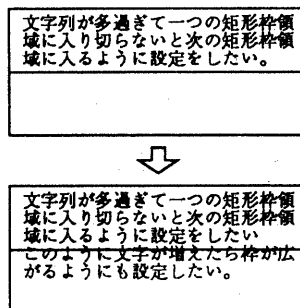 文字列が多過ぎて一つの矩形枠領
域に入り切らないと次の矩形枠領
域に入るように設定をしたい。
文字列が多過ぎて一つの矩形枠領
域に入り切らないと次の矩形枠領
域に入るように設定をしたい
このように文字が増えたら枠が広
がるようにも設定したい。